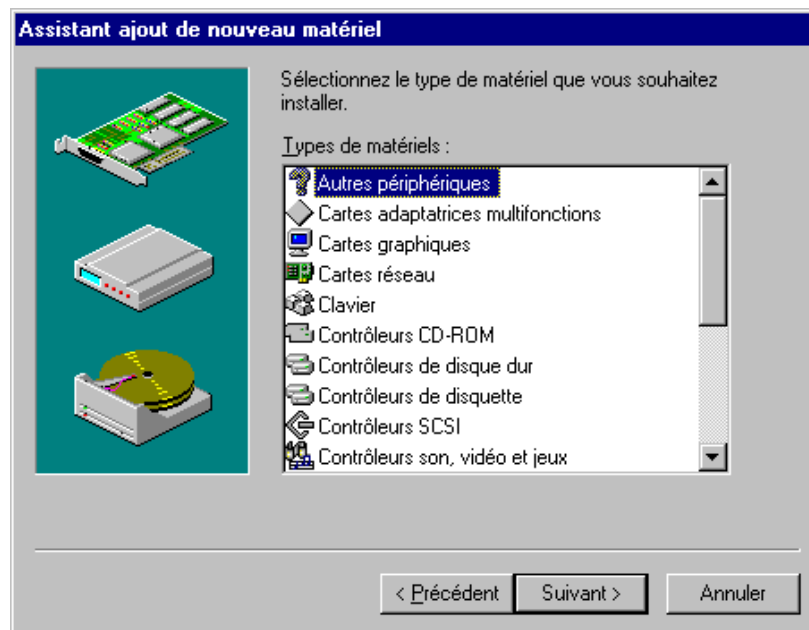 Assistant ajout de nouveau matériel
Sélectionnez le type de matériel que vous souhaitez
installer.
Types de matériels :
Autres périphériques
Cartes adaptatrices multifonctions
Cartes graphiques
Cartes réseau
Clavier
Contrôleurs CD-ROM
Contrôleurs de disque dur
Contrôleurs de disquette
Contrôleurs SCSI
Contrôleurs son, vidéo et jeux
< Précédent
Suivant >
Annuler